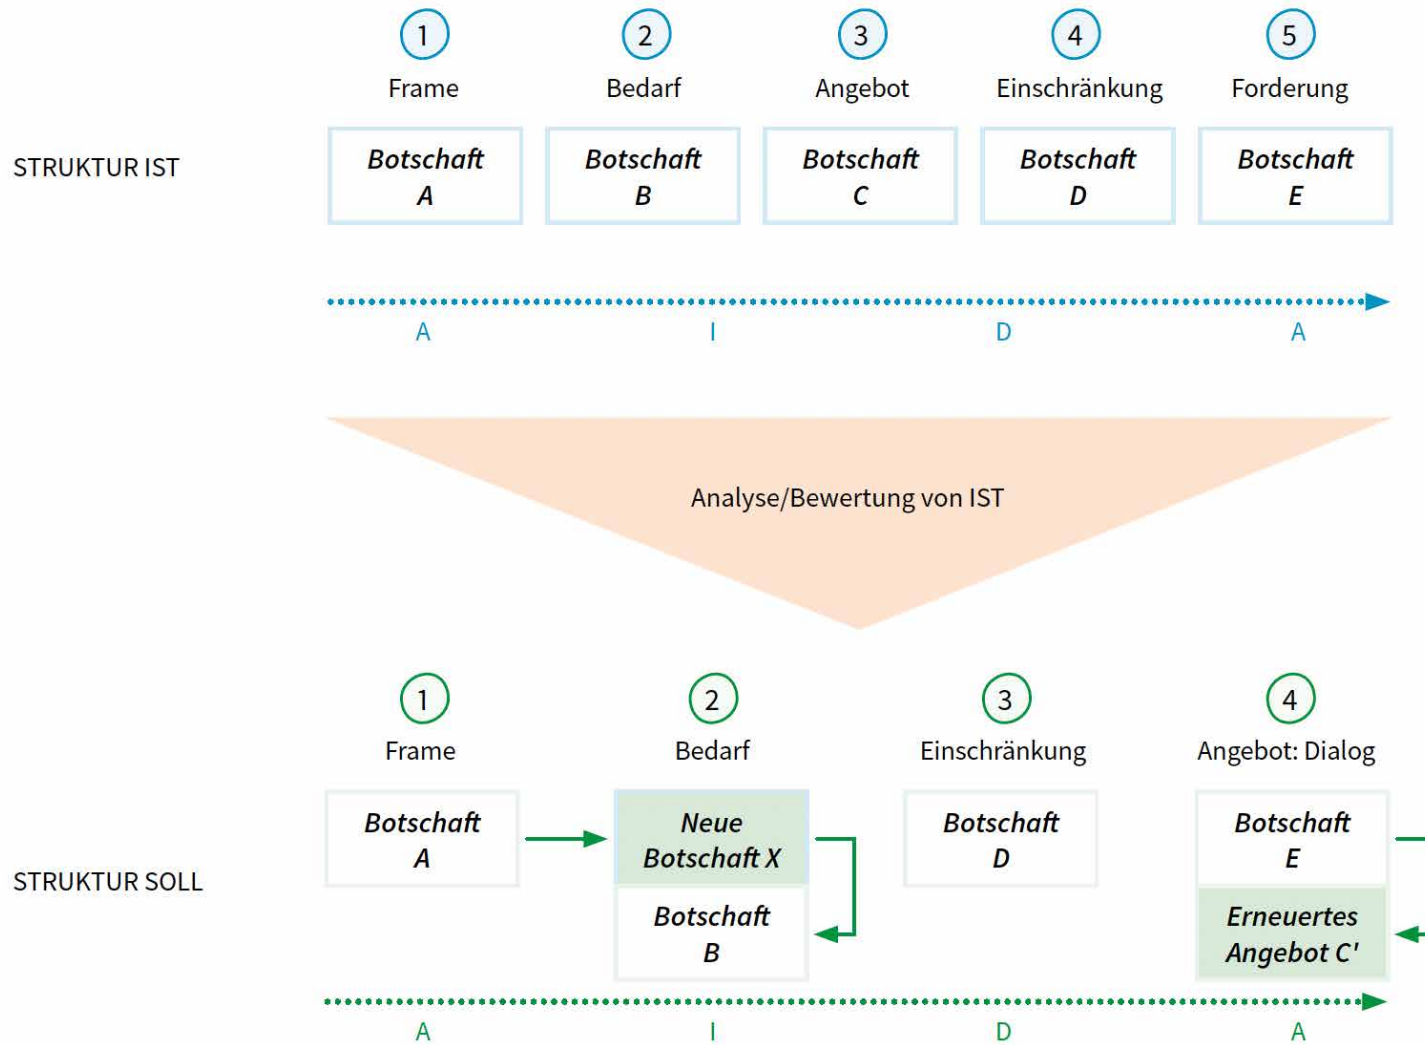 1 2 3 4 5
Frame Bedarf Angebot Einschränkung Forderung
STRUKTUR IST
Botschaft
A
Botschaft
B
Botschaft
C
Botschaft
D
Botschaft
E
A I D A
Analyse/Bewertung von IST
1 2 3 4
Frame Bedarf Einschränkung Angebot: Dialog
STRUKTUR SOLL
Botschaft
A
Neue
Botschaft X
Botschaft
B
Botschaft
D
Botschaft
E
Erneuertes
Angebot C'
A I D A